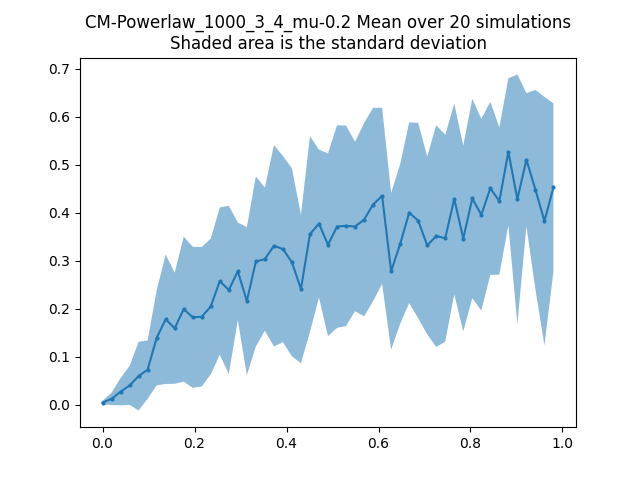 CM-Powerlaw_1000_3_4_mu-0.2 Mean over 20 simulations
Shaded area is the standard deviation
0.7
0.6
0.5
0.4
0.3
0.2
0.1
0.0
0.0 0.2 0.4 0.6 0.8 1.0